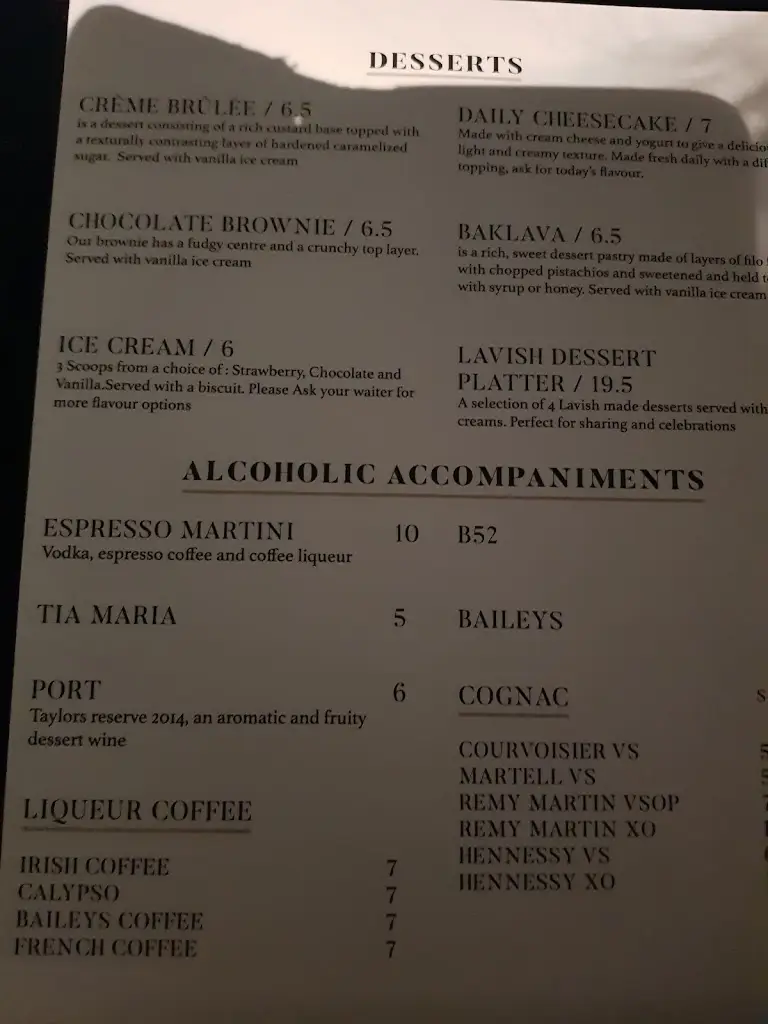 DESSERTS
CRÈME BRÛLÉE / 6.5
is a dessert consisting of a rich custard base topped with
a texturally contrasting layer of hardened caramelized
sugar. Served with vanilla ice cream
DAILY CHEESECAKE / 7
Made with cream cheese and yogurt to give a
light and creamy texture. Made fresh daily with a
topping, ask for today's flavour.
CHOCOLATE BROWNIE / 6.5
Our brownie has a fudgy centre and a crunchy top layer.
Served with vanilla ice cream
BAKLAVA / 6.5
is a rich, sweet dessert pastry made of layers of filo
with chopped pistachios and sweetened and held
with syrup or honey. Served with vanilla ice cream
ICE CREAM / 6
3 Scoops from a choice of : Strawberry, Chocolate and
Vanilla.Served with a biscuit. Please Ask your waiter for
more flavour options
LAVISH DESSERT
PLATTER / 19.5
A selection of 4 Lavish made desserts served with
creams. Perfect for sharing and celebrations
ALCOHOLIC ACCOMPANIMENTS
ESPRESSO MARTINI 10
Vodka, espresso coffee and coffee liqueur
TIA MARIA 5
PORT 6
Taylors reserve 2014, an aromatic and fruity
dessert wine
LIQUEUR COFFEE
IRISH COFFEE 7
CALYPSO 7
BAILEYS COFFEE 7
FRENCH COFFEE 7
B52
BAILEYS
COGNAC
COURVOISIER VS
MARTELL VS
REMY MARTIN VSOP
REMY MARTIN XO
HENNESSY VS
HENNESSY XO